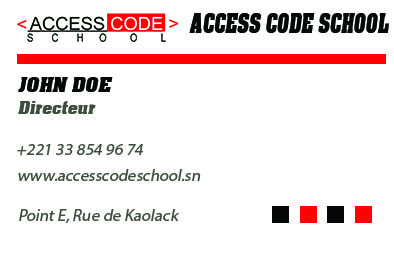 <ACCESS CODE> ACCESS CODE SCHOOL
SCHOOL
JOHN DOE
Directeur
+221 33 854 96 74
www.accesscodeschool.sn
Point E, Rue de Kaolack